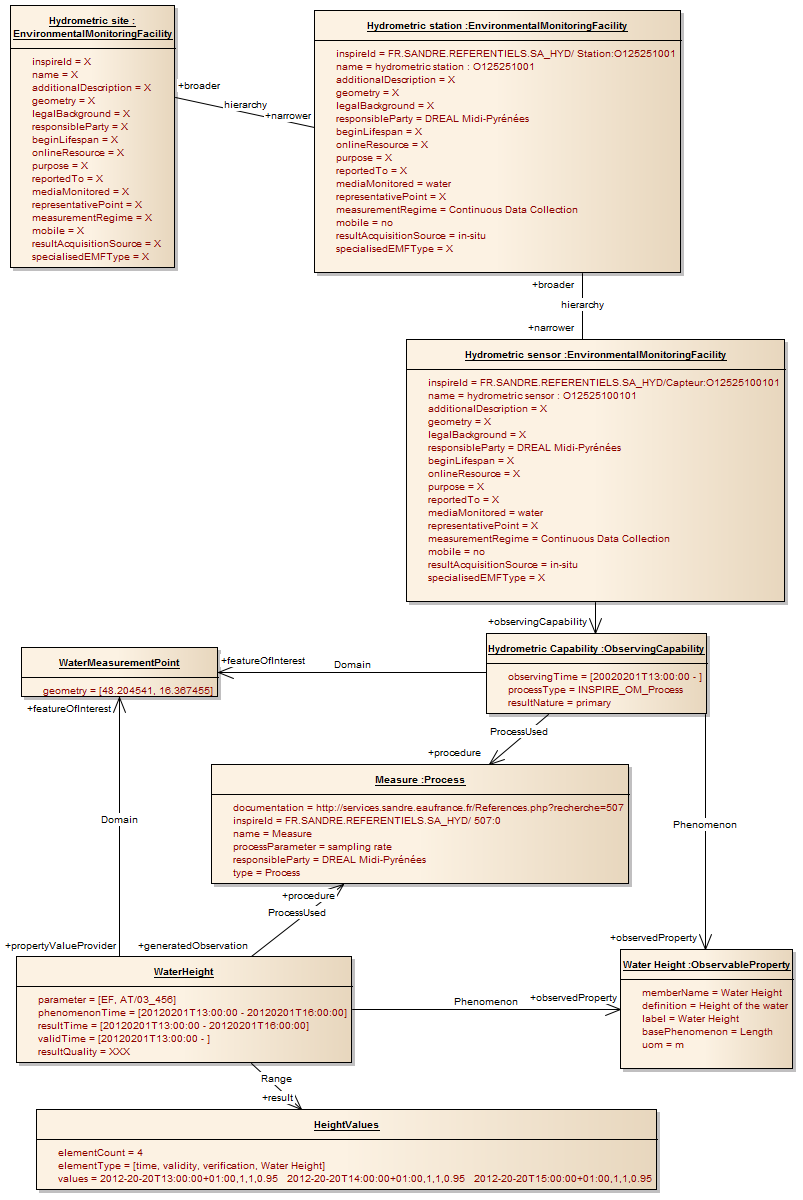 Hydrometric site :
EnvironmentalMonitoringFacility
inspireId = X
name = X
additionalDescription = X
geometry = X
legalBackground = X
responsibleParty = X
beginLifespan = X
onlineResource = X
purpose = X
reportedTo = X
mediaMonitored = X
representativePoint = X
measurementRegime = X
mobile = X
resultAcquisitionSource = X
specialisedEMFType = X
+broader
hierarchy
+narrower
Hydrometric station :EnvironmentalMonitoringFacility
inspireId = FR.SANDRE.REFERENTIELS.SA_HYD/ Station:O125251001
name = hydrometric station : O125251001
additionalDescription = X
geometry = X
legalBackground = X
responsibleParty = DREAL Midi-Pyrénées
beginLifespan = X
onlineResource = X
purpose = X
reportedTo = X
mediaMonitored = water
representativePoint = X
measurementRegime = Continuous Data Collection
mobile = no
resultAcquisitionSource = in-situ
specialisedEMFType = X
+broader
hierarchy
+narrower
Hydrometric sensor :EnvironmentalMonitoringFacility
inspireId = FR.SANDRE.REFERENTIELS.SA_HYD/Capteur:O12525100101
name = hydrometric sensor : O12525100101
additionalDescription = X
geometry = X
legalBackground = X
responsibleParty = DREAL Midi-Pyrénées
beginLifespan = X
onlineResource = X
purpose = X
reportedTo = X
mediaMonitored = water
representativePoint = X
measurementRegime = Continuous Data Collection
mobile = no
resultAcquisitionSource = in-situ
specialisedEMFType = X
+observingCapability
Hydrometric Capability :ObservingCapability
observingTime = [20020201T13:00:00 - ]
processType = INSPIRE_OM_Process
resultNature = primary
+featureOfInterest
Domain
WaterMeasurementPoint
geometry = [48.204541, 16.367455]
+featureOfInterest
ProcessUsed
+procedure
Measure :Process
documentation = http://services.sandre.eaufrance.fr/References.php?recherche=507
inspireId = FR.SANDRE.REFERENTIELS.SA_HYD/ 507:0
name = Measure
processParameter = sampling rate
responsibleParty = DREAL Midi-Pyrénées
type = Process
Domain
Phenomenon
+procedure
ProcessUsed
+propertyValueProvider
+generatedObservation
+observedProperty
WaterHeight
parameter = [EF, AT/03_456]
phenomenonTime = [20120201T13:00:00 - 20120201T16:00:00]
resultTime = [20120201T13:00:00 - 20120201T16:00:00]
validTime = [20120201T13:00:00 - ]
resultQuality = XXX
Phenomenon
+observedProperty
Water Height :ObservableProperty
memberName = Water Height
definition = Height of the water
label = Water Height
basePhenomenon = Length
uom = m
Range
+result
HeightValues
elementCount = 4
elementType = [time, validity, verification, Water Height]
values = 2012-20-20T13:00:00+01:00,1,1,0.95 2012-20-20T14:00:00+01:00,1,1,0.95 2012-20-20T15:00:00+01:00,1,1,0.95